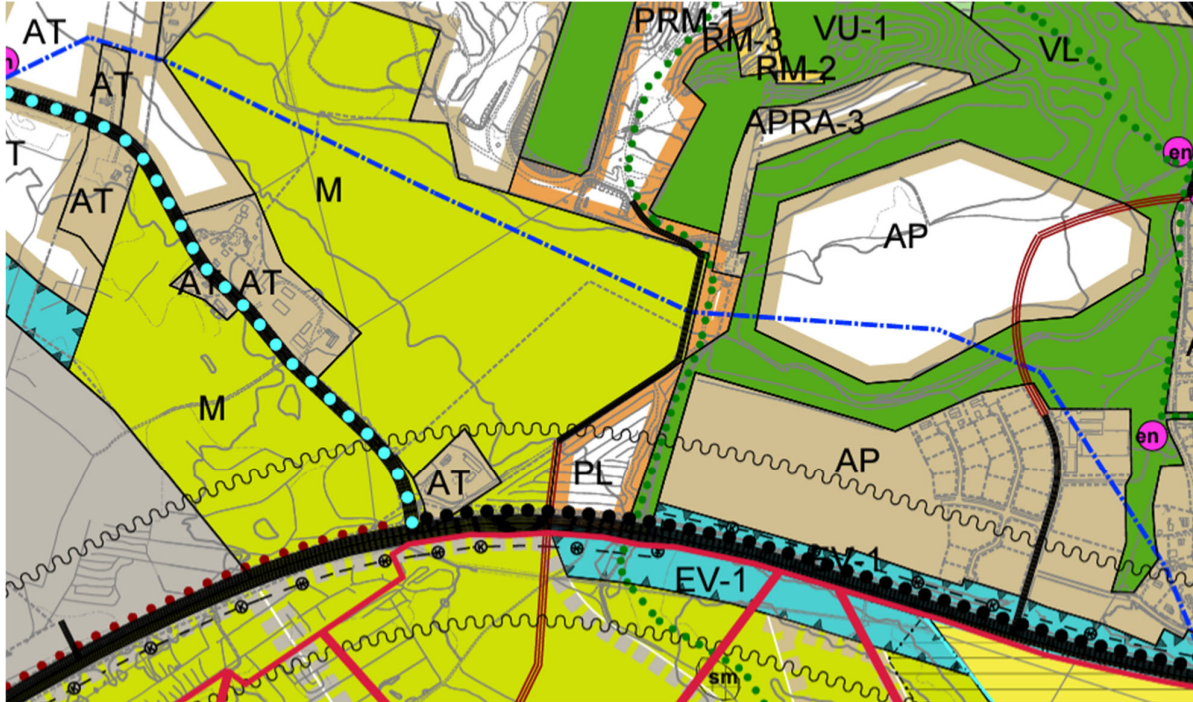 AT
PRM-1
RM-3
VU-1
VL
RM-2
n
AT
APRA-3
T
en
AT
M
AP
AT
AT
M
en
AP
AT
PL
EV-1
EV-1
sm